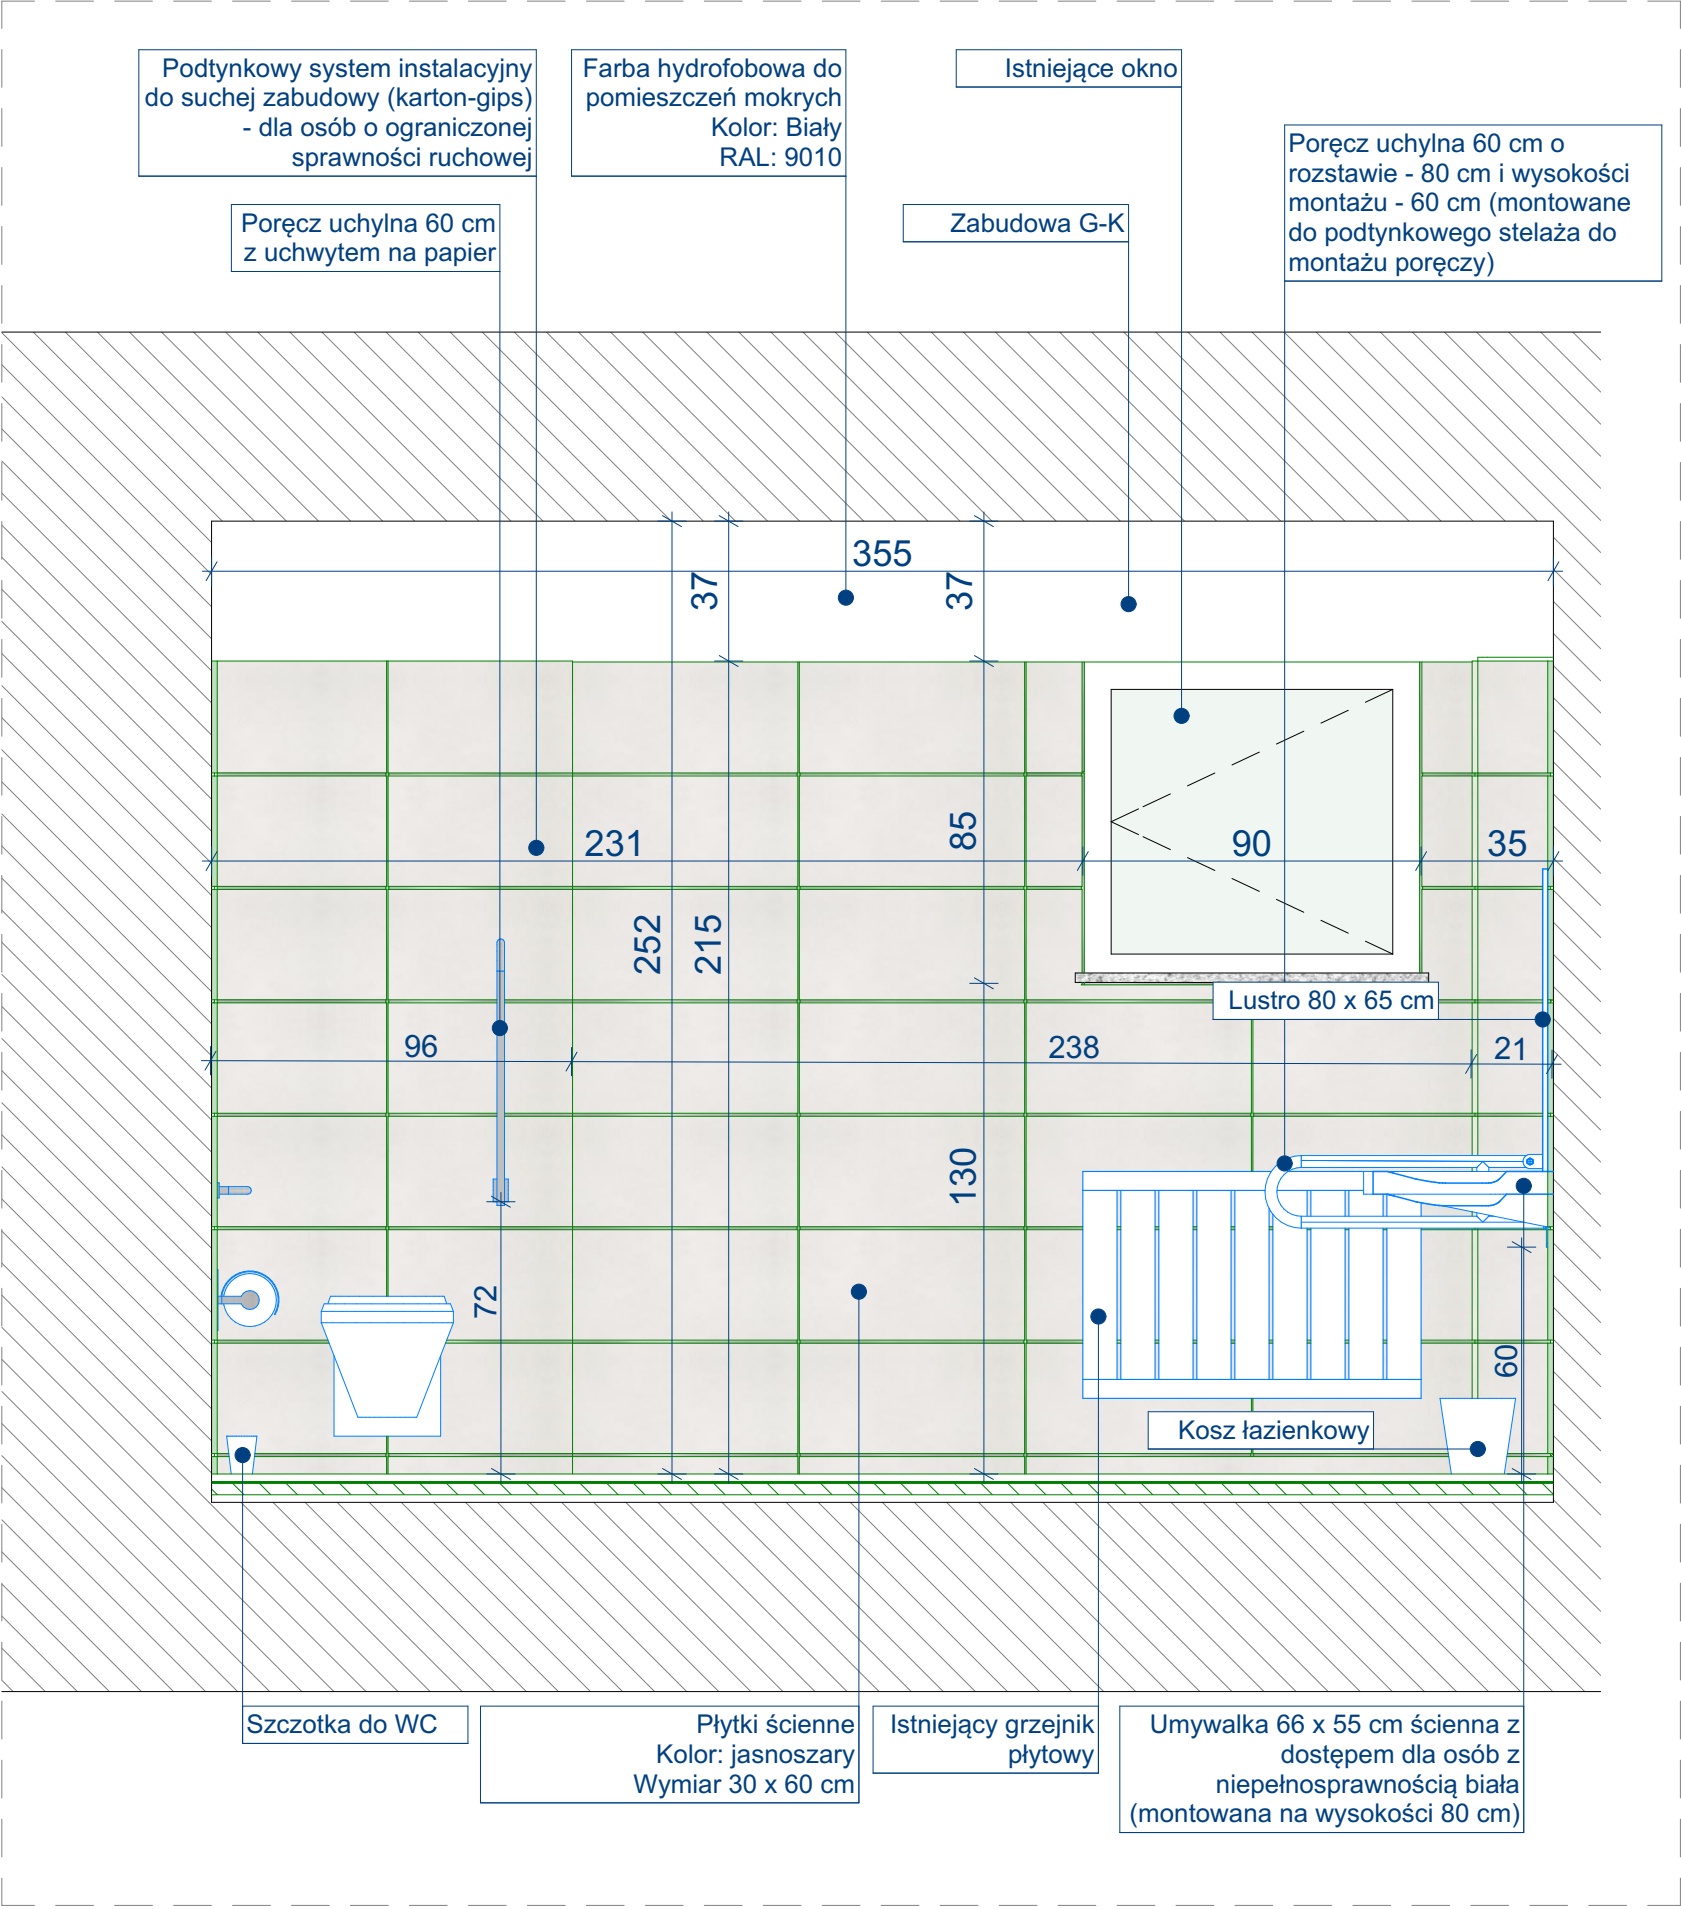 Podtynkowy system instalacyjny
do suchej zabudowy (karton-gips)
- dla osób o ograniczonej
sprawności ruchowej
Farba hydrofobowa do
pomieszczeń mokrych
Kolor: Biały
RAL: 9010
Istniejące okno
Poręcz uchylna 60 cm o
rozstawie - 80 cm i wysokości
montażu - 60 cm (montowane
do podtynkowego stelaża do
montażu poręczy)
Poręcz uchylna 60 cm
z uchwytem na papier
Zabudowa G-K
355
37
37
231
85
90
35
252
215
Lustro 80 x 65 cm
96
238
21
130
72
60
Kosz łazienkowy
Szczotka do WC
Płytki ścienne
Kolor: jasnoszary
Wymiar 30 x 60 cm
Istniejący grzejnik
płytowy
Umywalka 66 x 55 cm ścienna z
dostępem dla osób z
niepełnosprawnością biała
(montowana na wysokości 80 cm)